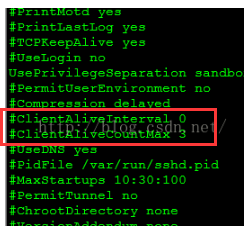 #PrintMotd yes
#PrintLastLog yes
#TCPKeepAlive yes
#UseLogin no
UsePrivilegeSeparation sandbo
#PermitUserEnvironment no
#Compression delayed
#ClientAliveInterval 0
http://blog.csdn.net/
#ClientAliveCountMax 3
#UseDNS yes
#PidFile /var/run/sshd.pid
#MaxStartups 10:30:100
#PermitTunnel no
#ChrootDirectory none
#VersionAddendum none